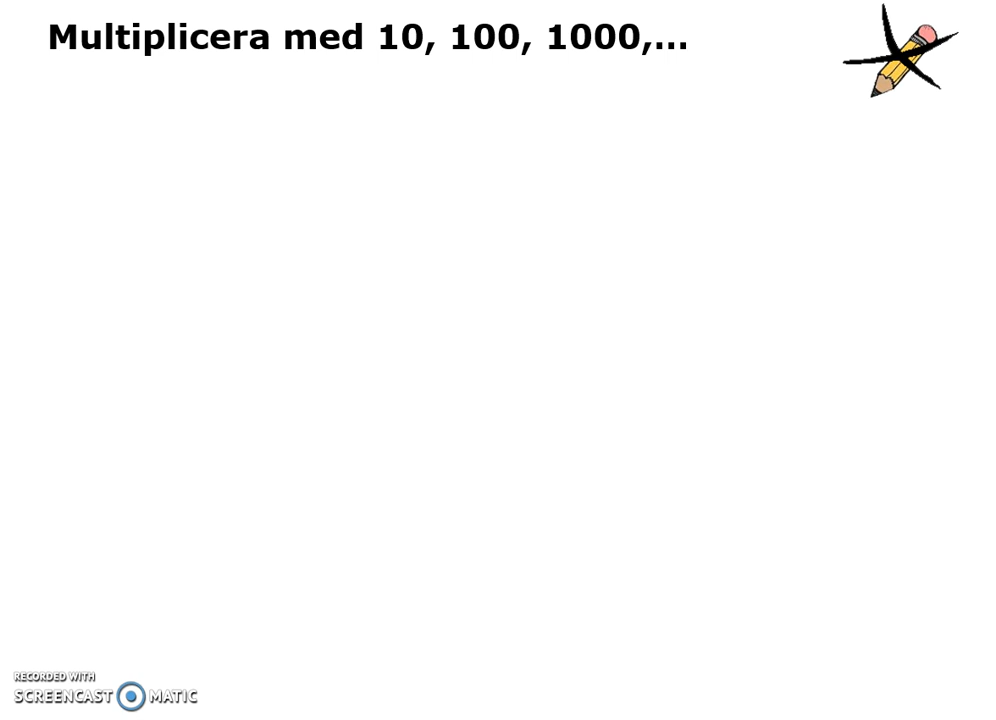 Multiplicera med 10, 100, 1000,...
RECORDED WITH
SCREENCAST MATIC